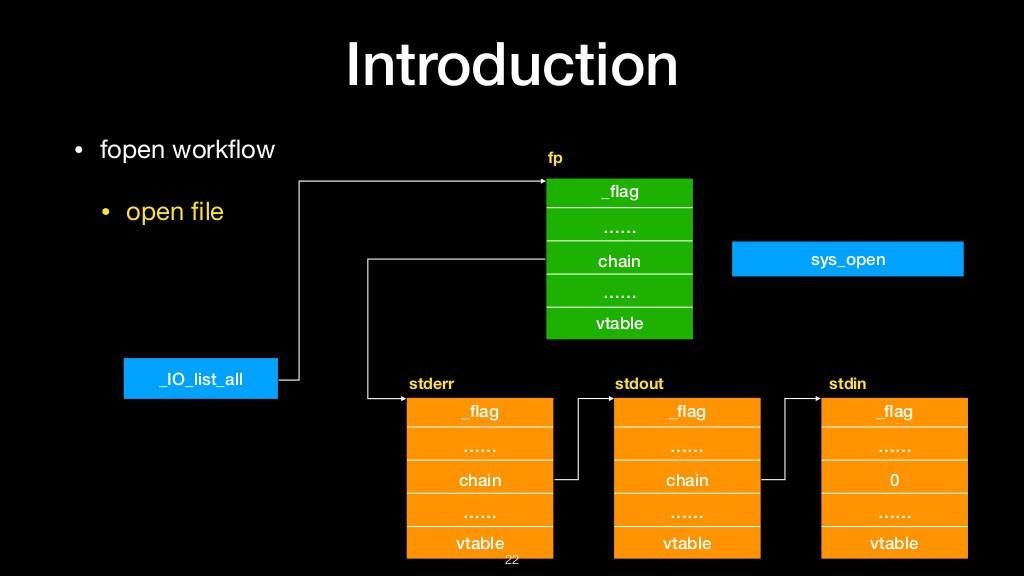 Introduction
• fopen workflow
• open file
fp
_flag
......
chain
......
vtable
sys_open
_IO_list_all
stderr
_flag
......
chain
......
vtable
stdout
_flag
......
chain
......
vtable
stdin
_flag
......
0
......
vtable
22